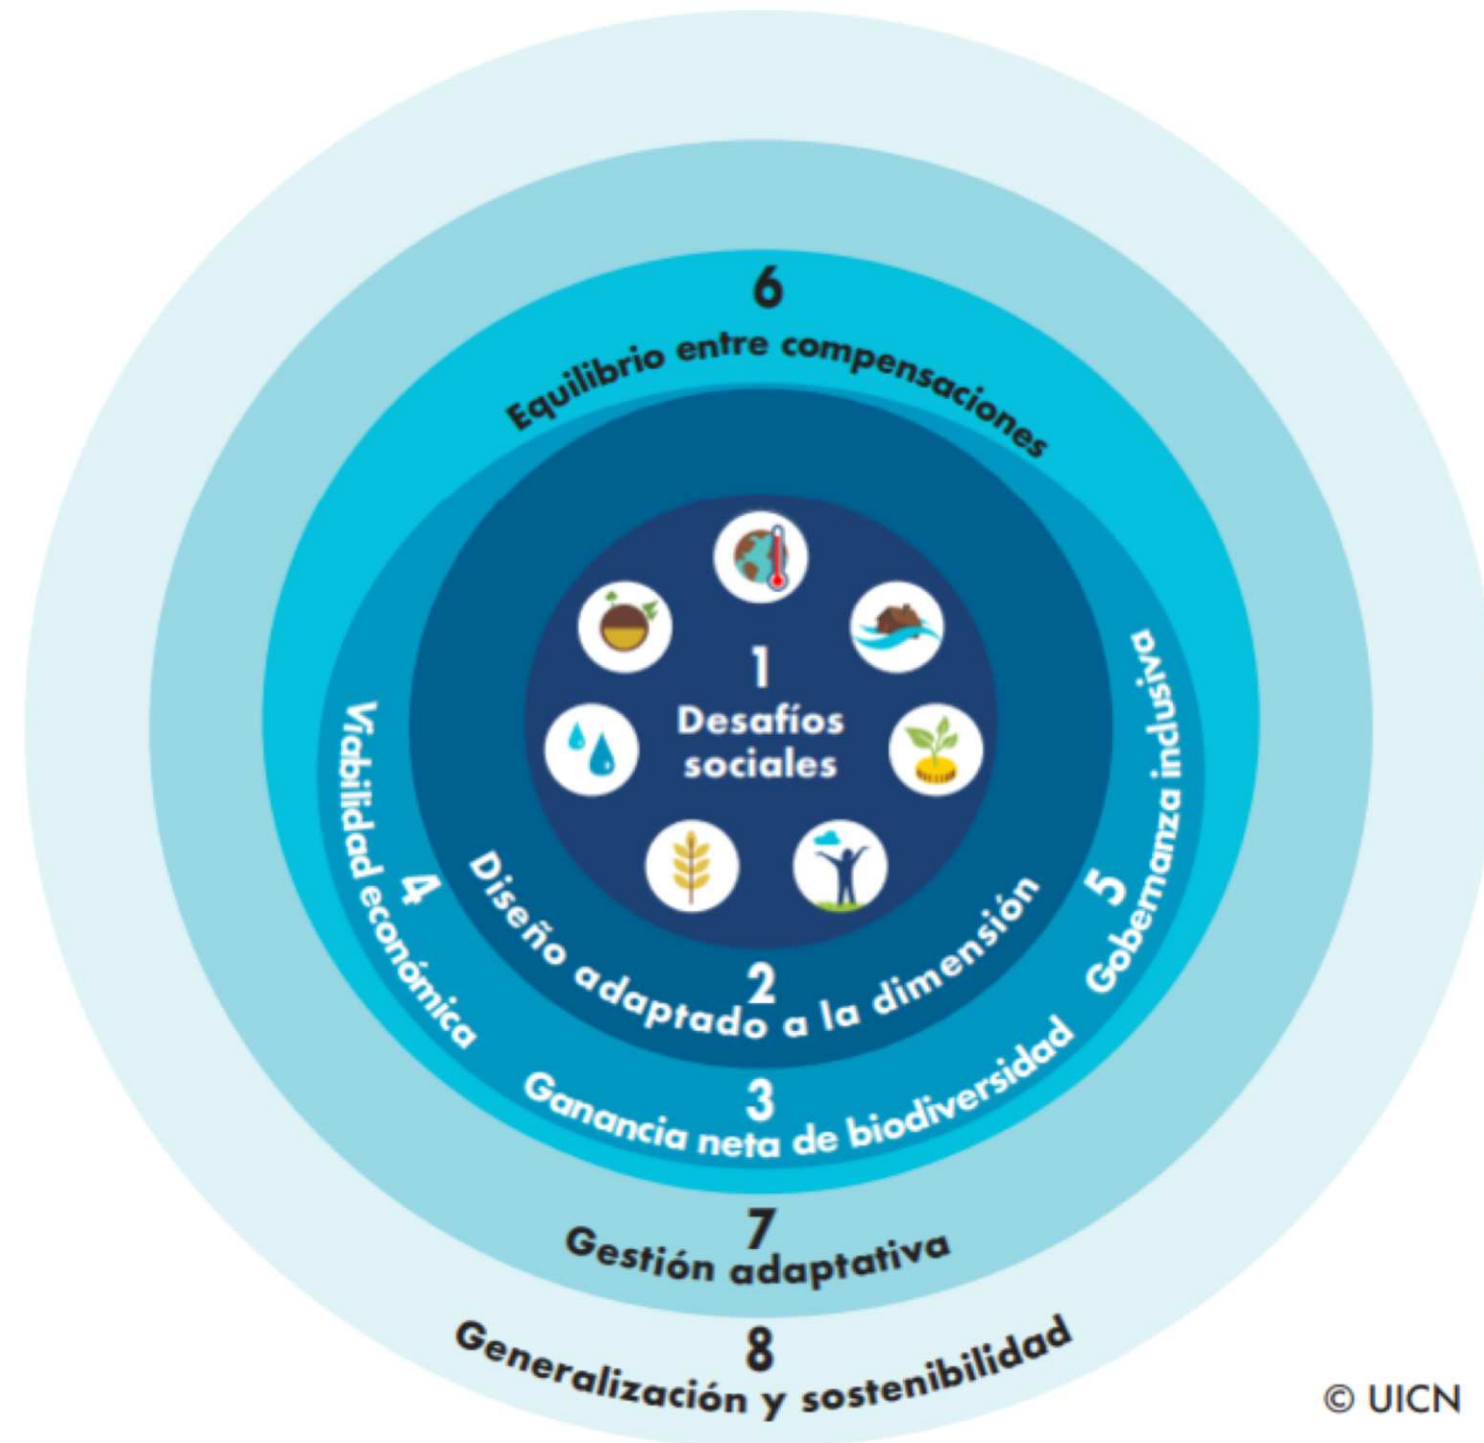 6
Equilibrio entre compensaciones
1
Desafíos
sociales
2
Diseño adaptado a la dimensión
4
Viabilidad económica
3
Ganancia neta de biodiversidad
5
Gobernanza inclusiva
7
Gestión adaptativa
8
Generalización y sostenibilidad
© UICN